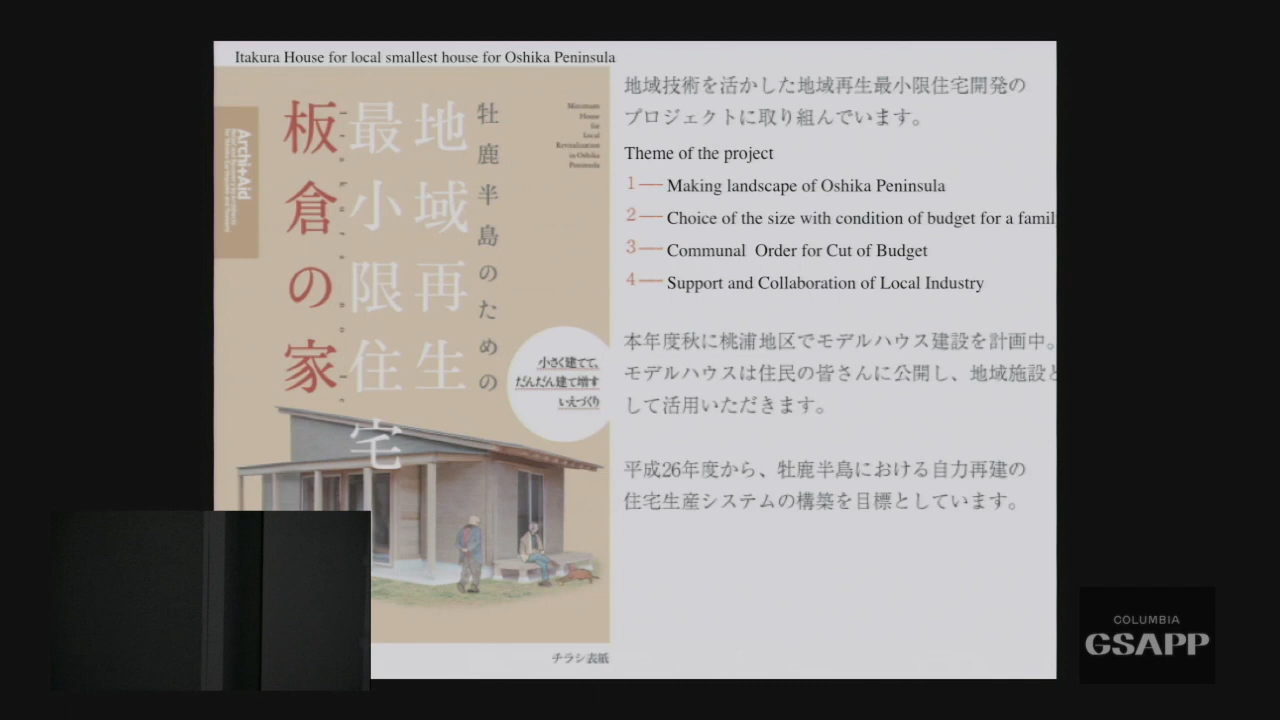 Itakura House for local smallest house for Oshika Peninsula
牡鹿半島のための
地域再生
最小限住宅
板倉の家
Minimum
House
for
Local
Revitalization
in Oshika
Peninsula
Archi+Aid
小さく建てて、
だんだん建て増す
いえづくり
チラシ表紙
地域技術を活かした地域再生最小限住宅開発の
プロジェクトに取り組んでいます。
Theme of the project
1 — Making landscape of Oshika Peninsula
2 — Choice of the size with condition of budget for a famil
3 — Communal Order for Cut of Budget
4 — Support and Collaboration of Local Industry
本年度秋に桃浦地区でモデルハウス建設を計画中。
モデルハウスは住民の皆さんに公開し、地域施設と
して活用いただきます。
平成26年度から、牡鹿半島における自力再建の
住宅生産システムの構築を目標としています。
COLUMBIA
GSAPP